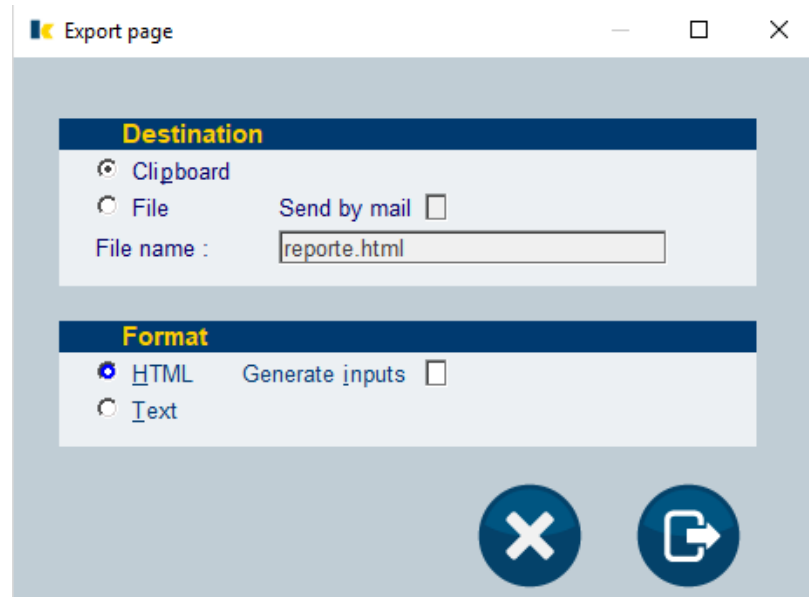 Export page
Destination
Clipboard
File Send by mail
File name : reporte.html
Format
HTML Generate inputs
Text